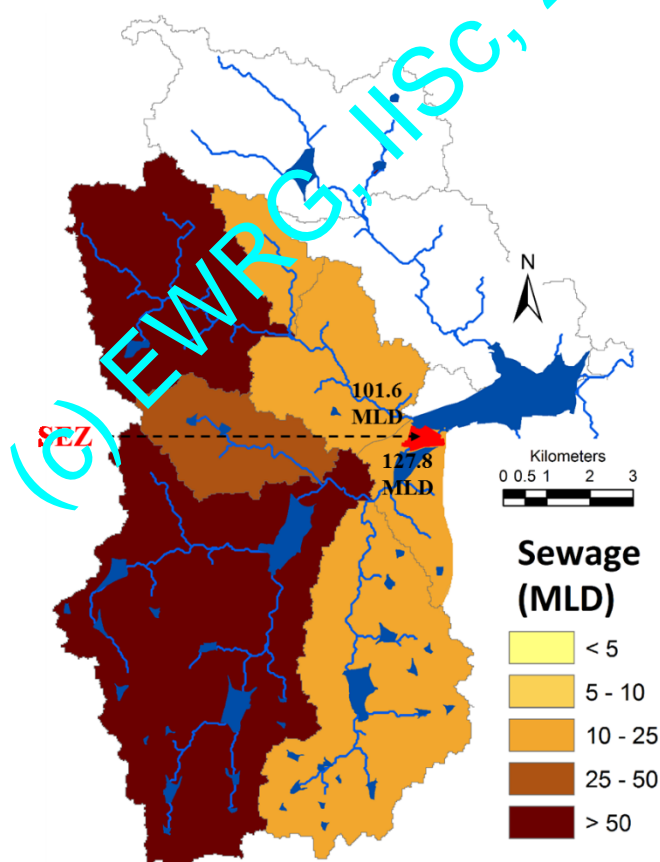 (c) EWRG, IISc,
N
101.6
MLD
SEZ
127.8
MLD
Kilometers
0 0.5 1 2 3
Sewage
(MLD)
< 5
5 - 10
10 - 25
25 - 50
> 50